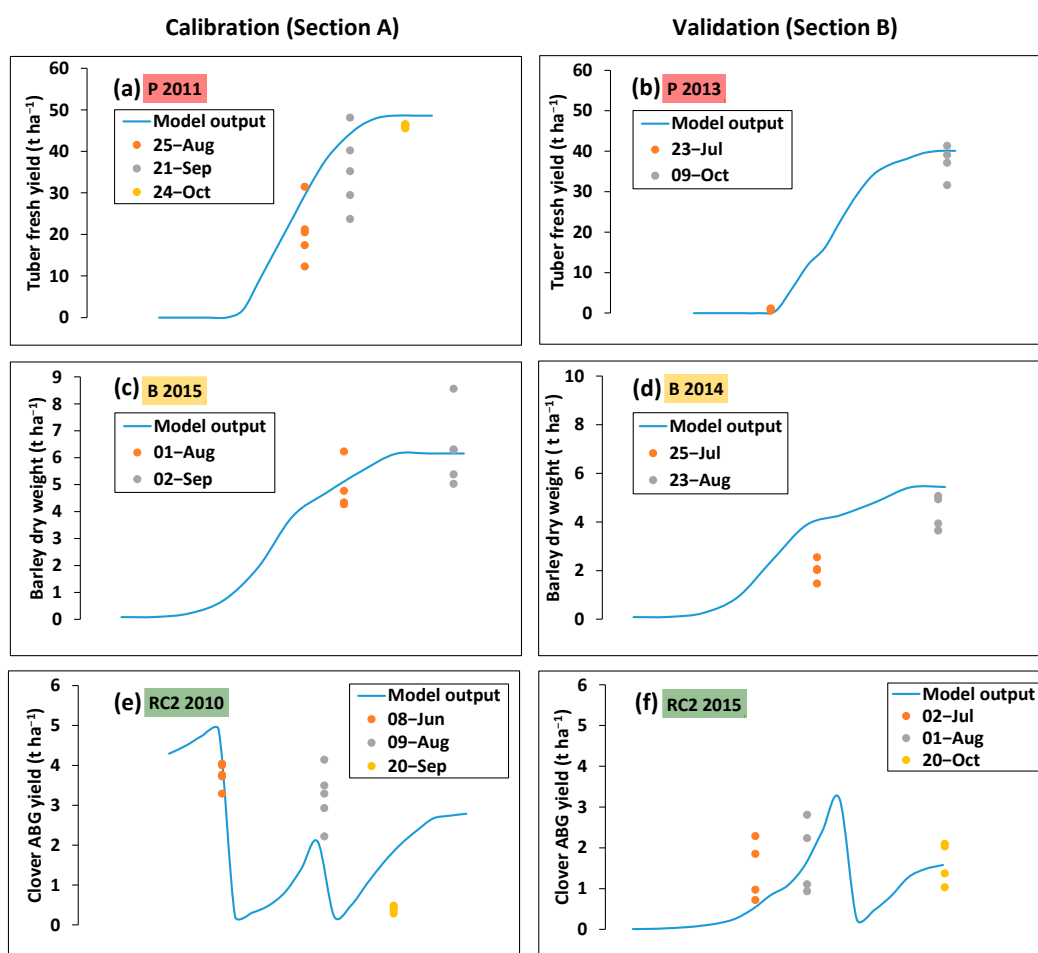 Calibration (Section A)
Validation (Section B)
(a) P 2011
Tuber fresh yield (t ha⁻¹)
60
50
40
30
20
10
0
Model output
25–Aug
21–Sep
24–Oct
(b) P 2013
Tuber fresh yield (t ha⁻¹)
60
50
40
30
20
10
0
Model output
23–Jul
09–Oct
(c) B 2015
Barley dry weight (t ha⁻¹)
9
8
7
6
5
4
3
2
1
0
Model output
01–Aug
02–Sep
(d) B 2014
Barley dry weight (t ha⁻¹)
10
8
6
4
2
0
Model output
25–Jul
23–Aug
(e) RC2 2010
Clover ABG yield (t ha⁻¹)
6
5
4
3
2
1
0
Model output
08–Jun
09–Aug
20–Sep
(f) RC2 2015
Clover ABG yield (t ha⁻¹)
6
5
4
3
2
1
0
Model output
02–Jul
01–Aug
20–Oct